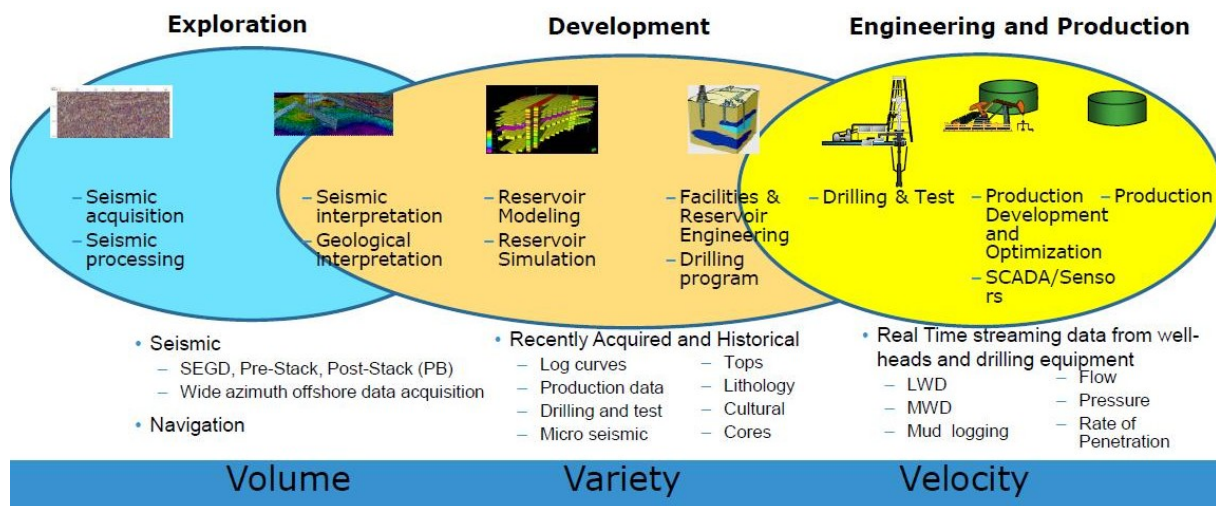 Exploration
Development
Engineering and Production
– Seismic
acquisition
– Seismic
processing
– Seismic
interpretation
– Geological
interpretation
– Reservoir
Modeling
– Reservoir
Simulation
– Facilities &
Reservoir
Engineering
– Drilling
program
– Drilling & Test
– Production
Development
and
Optimization
– SCADA/Senso
rs
– Production
• Seismic
– SEGD, Pre-Stack, Post-Stack (PB)
– Wide azimuth offshore data acquisition
• Navigation
• Recently Acquired and Historical
– Log curves
– Production data
– Drilling and test
– Micro seismic
– Tops
– Lithology
– Cultural
– Cores
• Real Time streaming data from well-
heads and drilling equipment
– LWD
– MWD
– Mud logging
– Flow
– Pressure
– Rate of
Penetration
Volume
Variety
Velocity